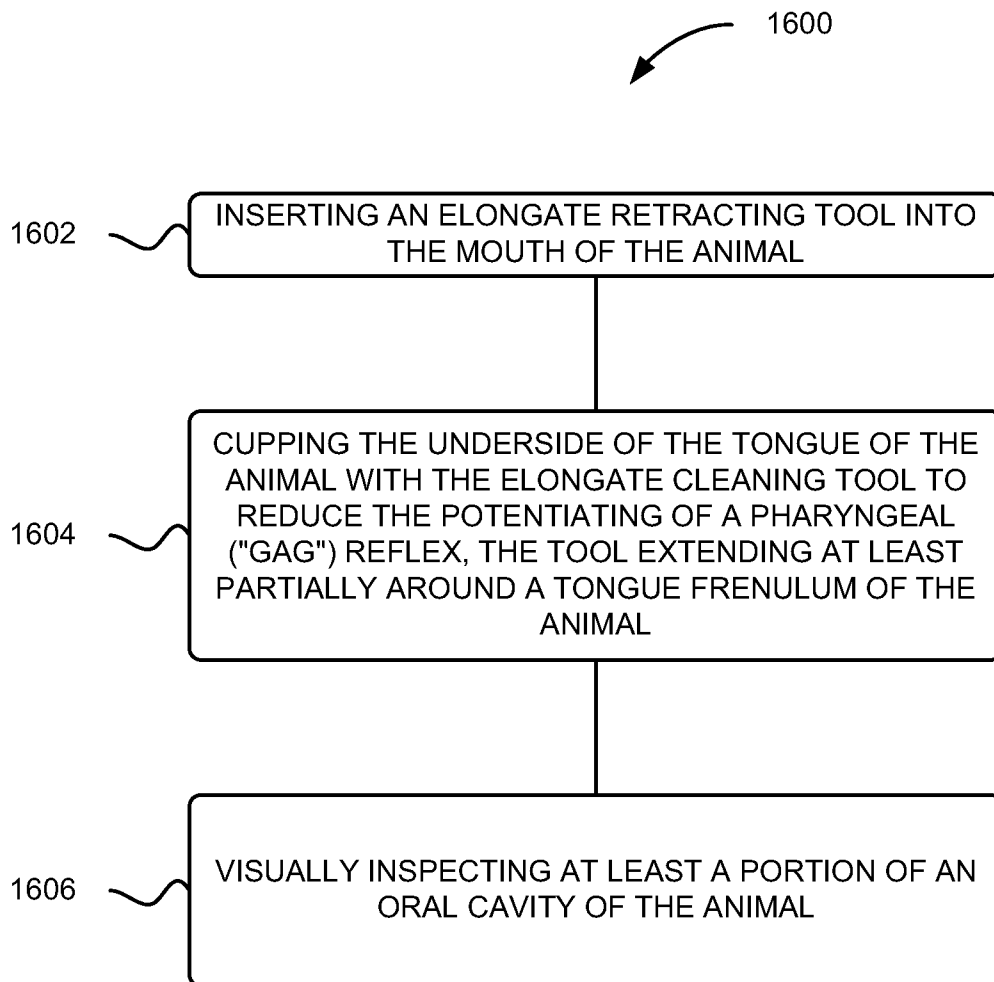 1600
1602
INSERTING AN ELONGATE RETRACTING TOOL INTO
THE MOUTH OF THE ANIMAL
1604
CUPPING THE UNDERSIDE OF THE TONGUE OF THE
ANIMAL WITH THE ELONGATE CLEANING TOOL TO
REDUCE THE POTENTIATING OF A PHARYNGEAL
("GAG") REFLEX, THE TOOL EXTENDING AT LEAST
PARTIALLY AROUND A TONGUE FRENULUM OF THE
ANIMAL
1606
VISUALLY INSPECTING AT LEAST A PORTION OF AN
ORAL CAVITY OF THE ANIMAL